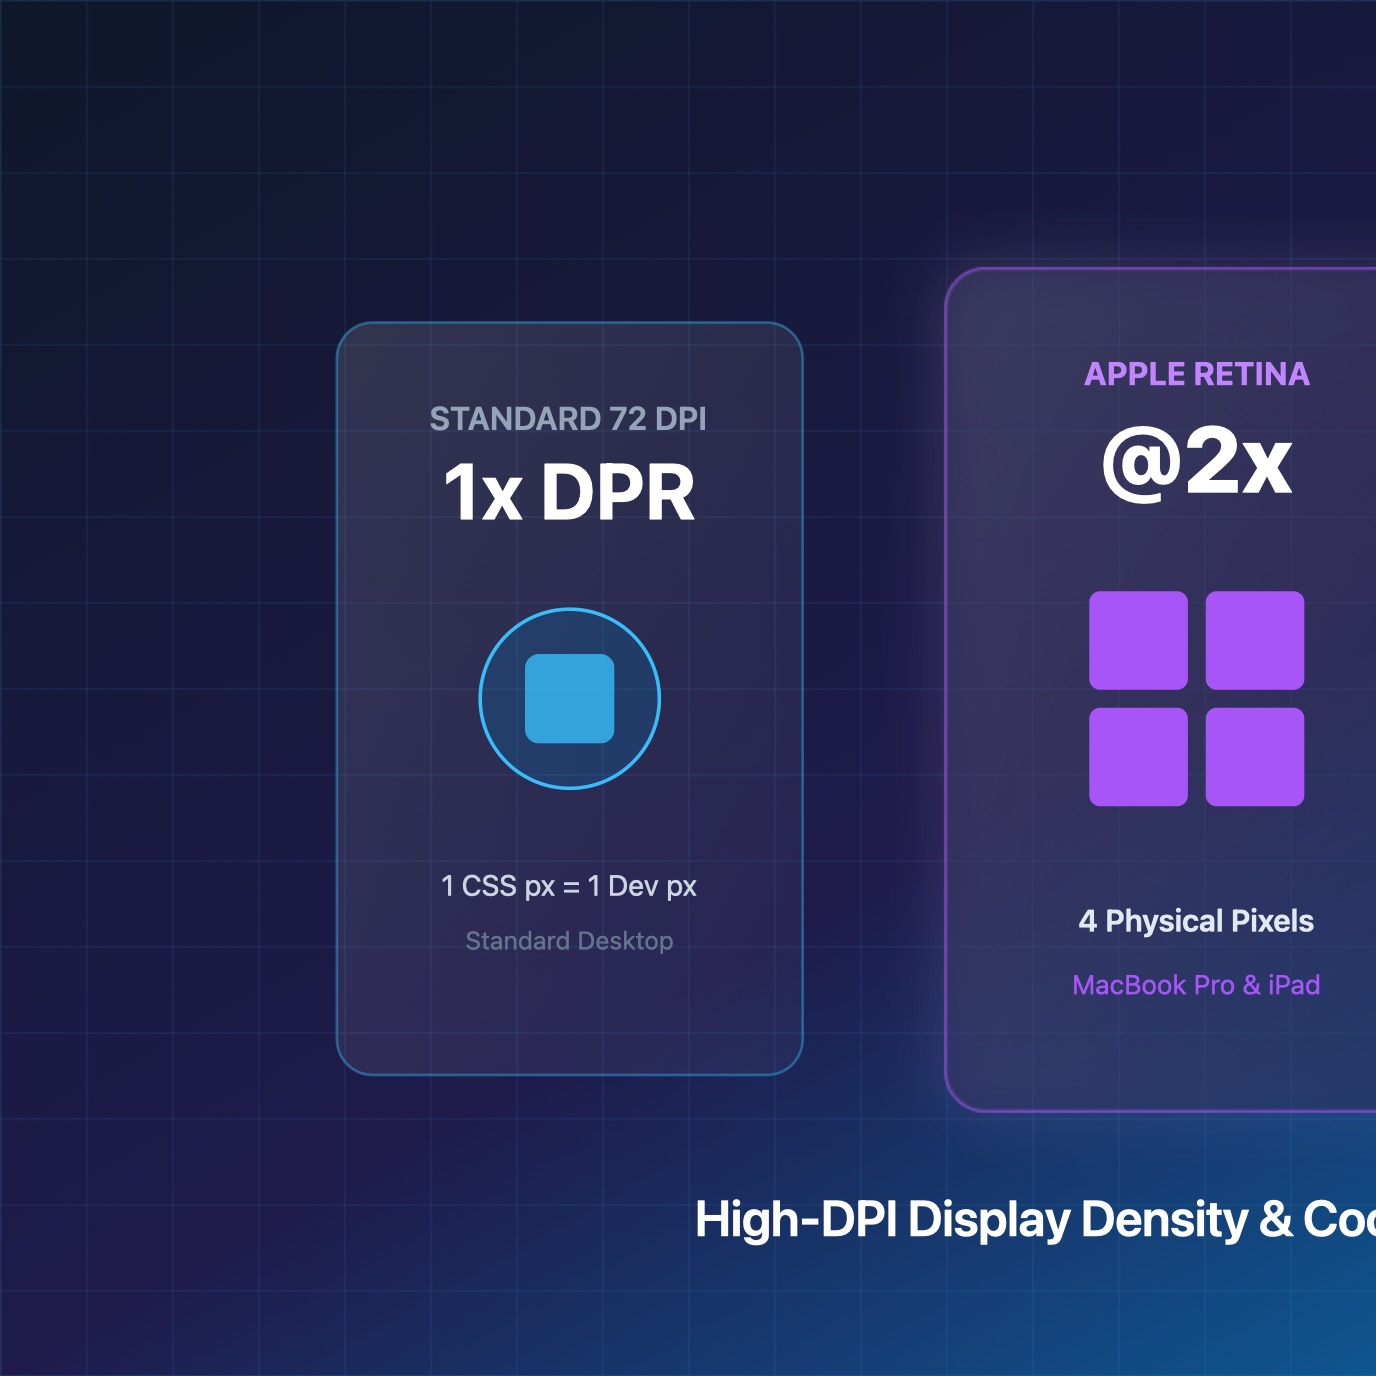 STANDARD 72 DPI
1x DPR
1 CSS px = 1 Dev px
Standard Desktop
APPLE RETINA
@2x
4 Physical Pixels
MacBook Pro & iPad
High-DPI Display Density &